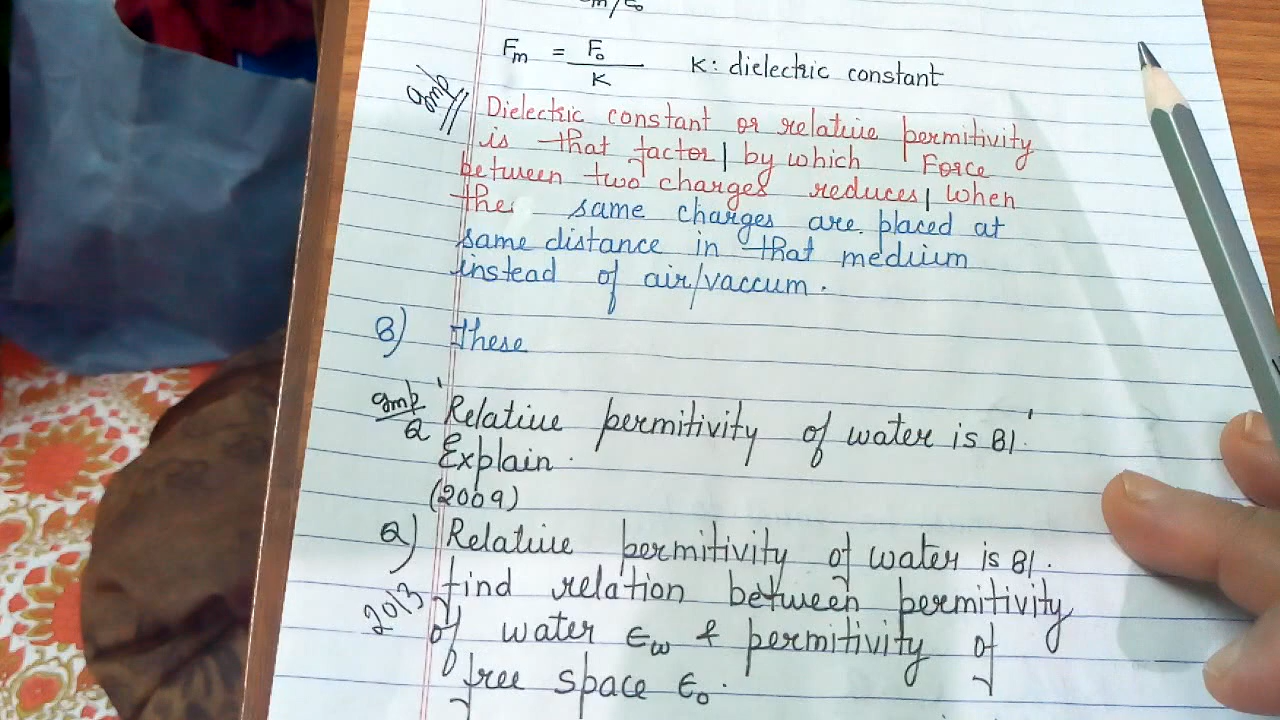 Fm = F₀/K K: dielectric constant
Imp
Dielectric constant or relative permitivity
is that factor| by which Force
between two charges reduces| when
the same charges are placed at
same distance in that medium
instead of air/vaccum.
B) These
Imp 'Relative permitivity of water is 81'.
Q Explain.
(2009)
Q) Relative permitivity of water is 81.
find relation between permitivity
2013
of water ϵw & permitivity of
free space ϵ₀.